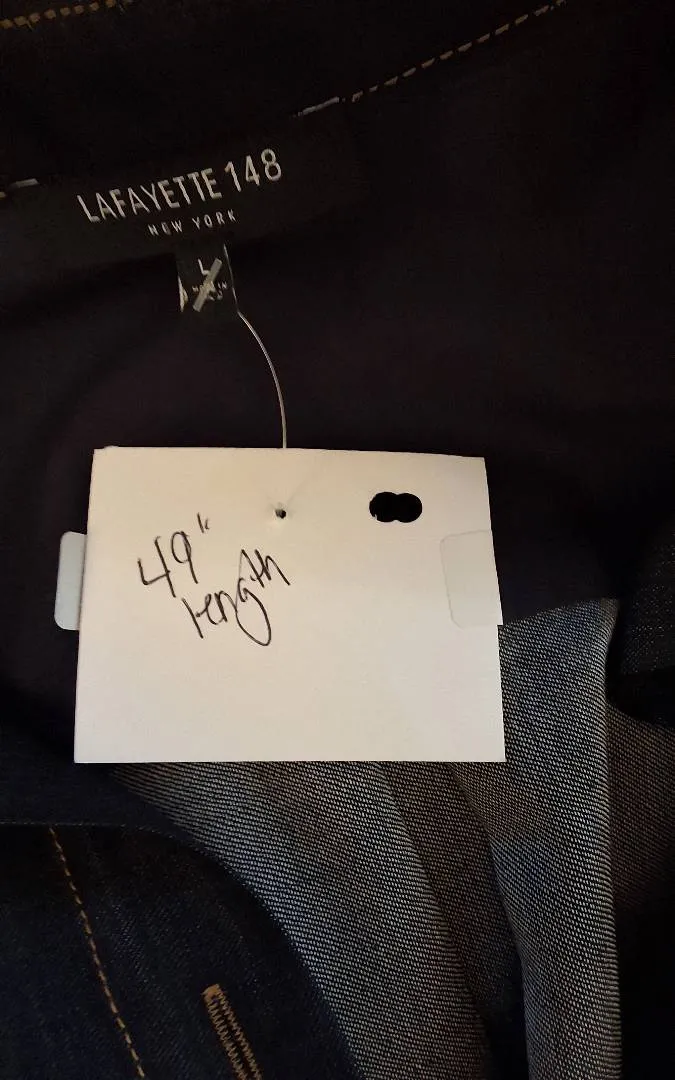 LAFAYETTE 148
NEW YORK
L
49"
length